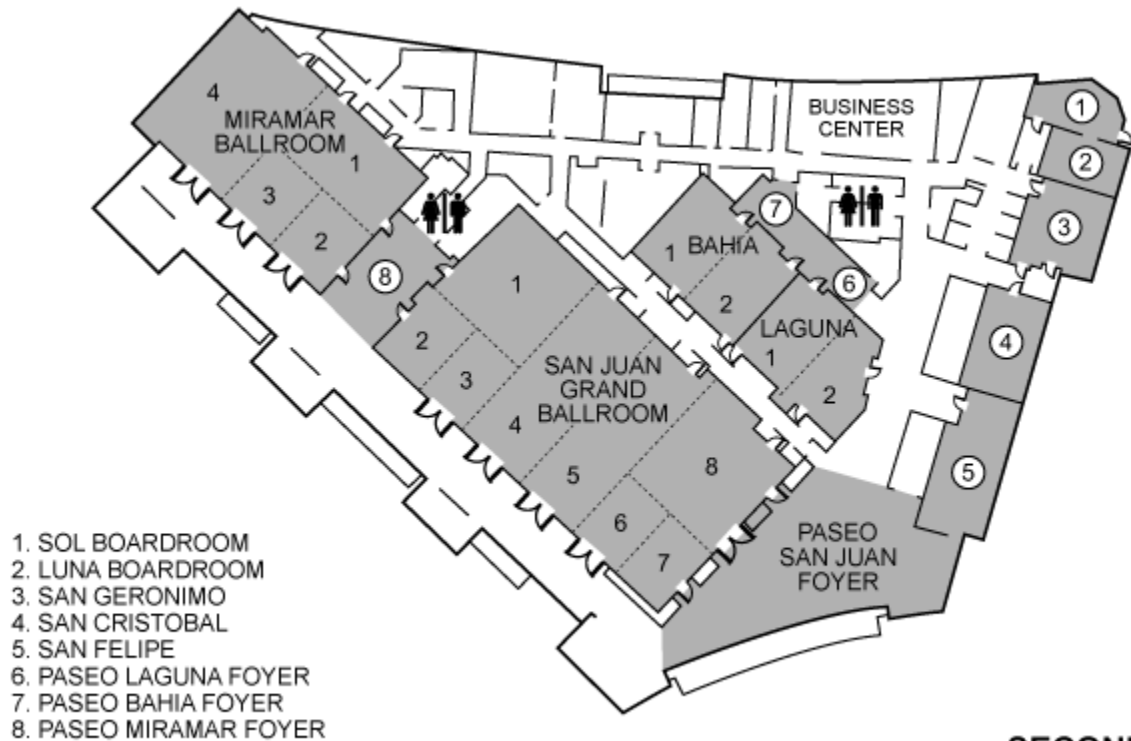 4
MIRAMAR
BALLROOM
1
3
2
8
BUSINESS
CENTER
1
2
3
4
5
7
6
BAHIA
1
2
LAGUNA
1
2
1
2
3
SAN JUAN
GRAND
BALLROOM
4
5
8
6
7
PASEO
SAN JUAN
FOYER
1. SOL BOARDROOM
2. LUNA BOARDROOM
3. SAN GERONIMO
4. SAN CRISTOBAL
5. SAN FELIPE
6. PASEO LAGUNA FOYER
7. PASEO BAHIA FOYER
8. PASEO MIRAMAR FOYER